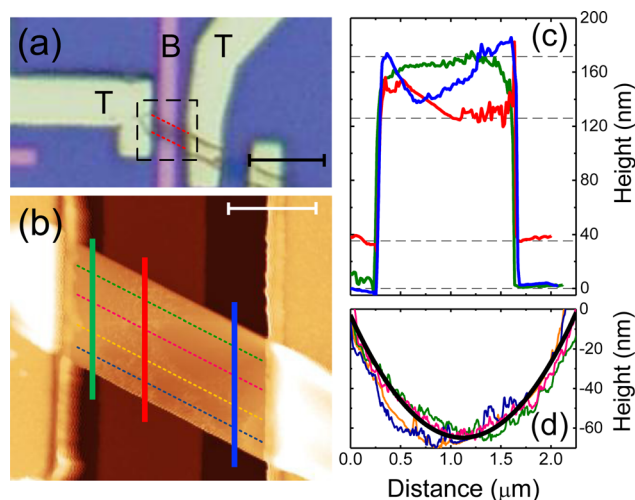 (a)
B
T
T
(b)
(c)
200
160
120
80
40
0
Height (nm)
(d)
0
-20
-40
-60
Height (nm)
0.0
0.5
1.0
1.5
2.0
Distance (μm)